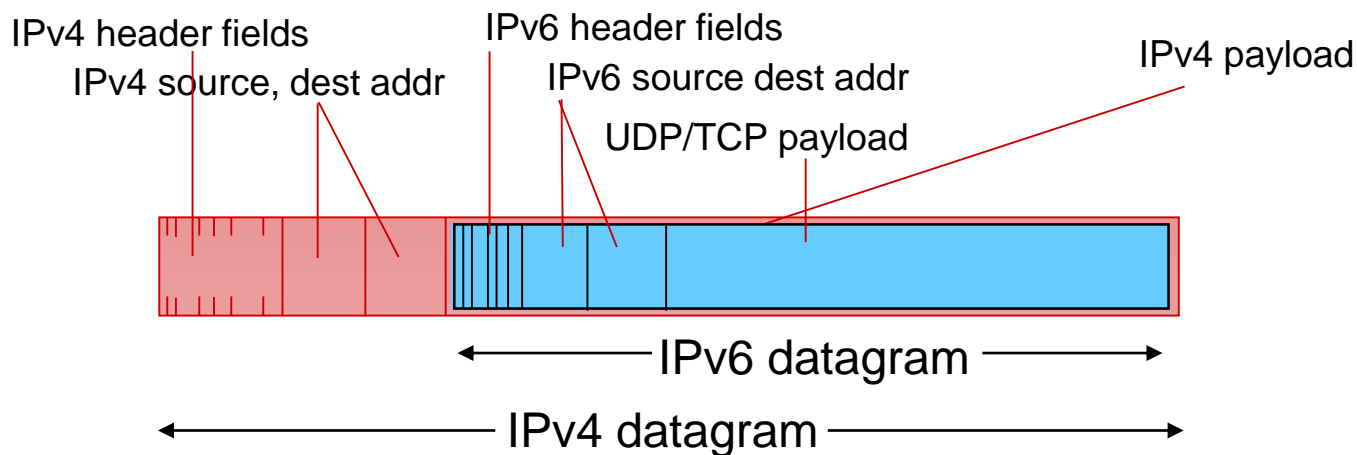 IPv4 header fields
IPv6 header fields
IPv4 payload
IPv4 source, dest addr
IPv6 source dest addr
UDP/TCP payload
IPv6 datagram
IPv4 datagram